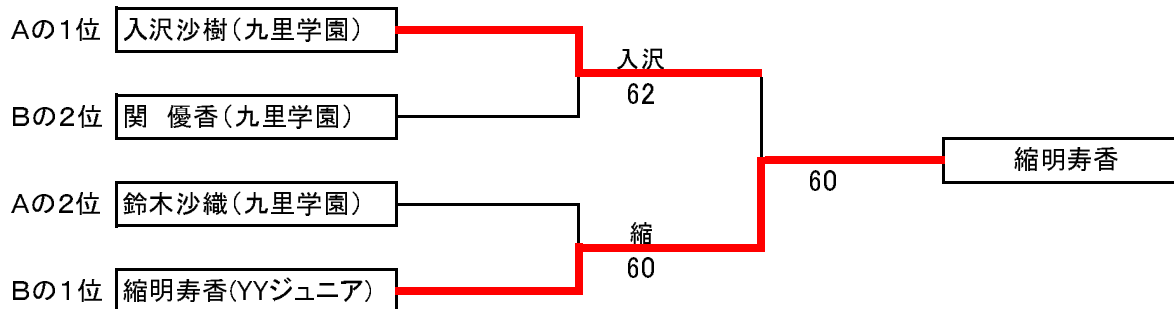 Aの1位 入沢沙樹(九里学園)
入沢
62
Bの2位 関　優香(九里学園)
縮明寿香
60
Aの2位 鈴木沙織(九里学園)
縮
60
Bの1位 縮明寿香(YYジュニア)